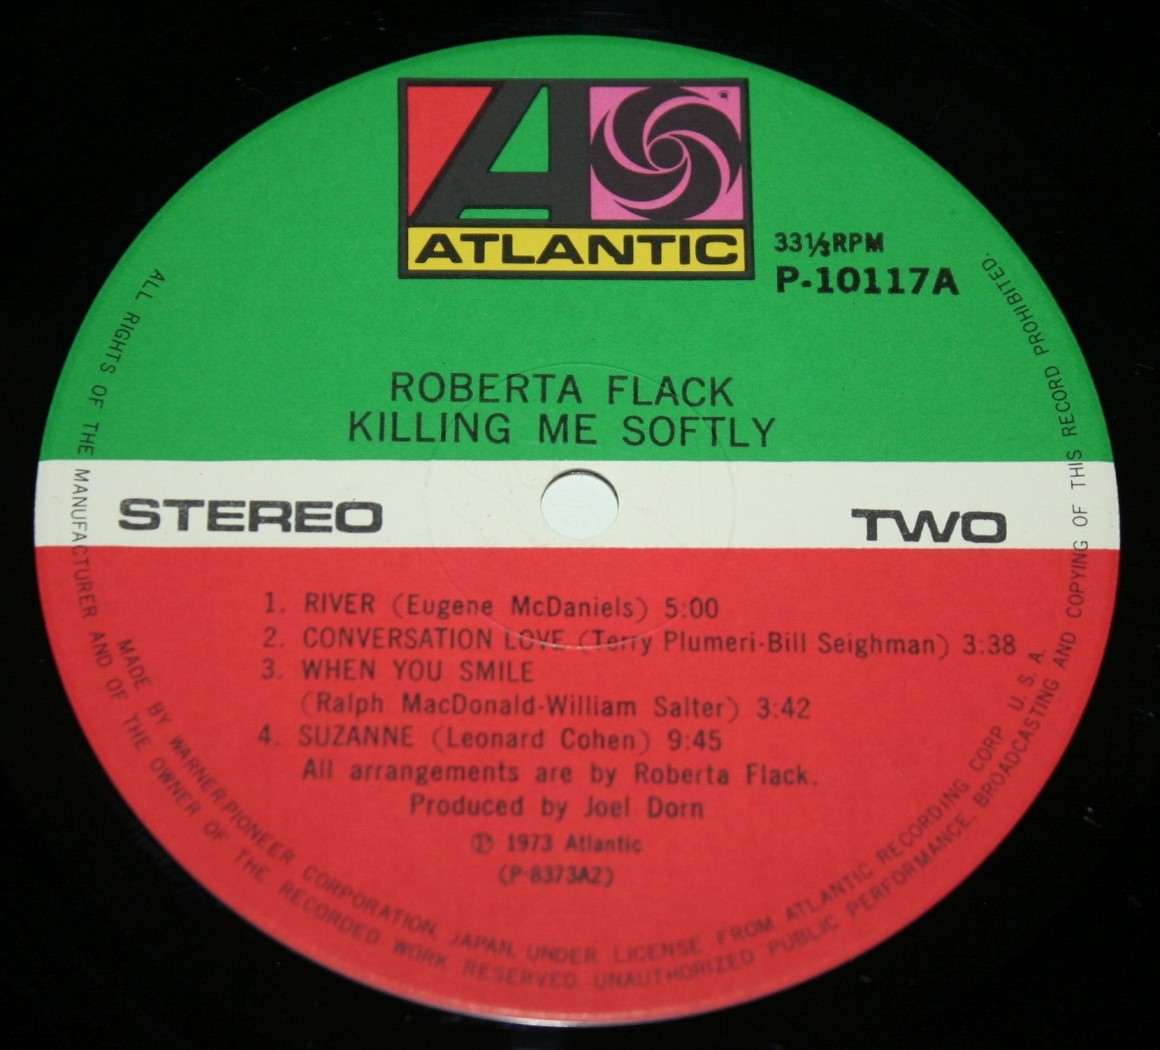 ATLANTIC
33⅓RPM
P-10117A
ROBERTA FLACK
KILLING ME SOFTLY
STEREO
TWO
1. RIVER (Eugene McDaniels) 5:00
2. CONVERSATION LOVE (Terry Plumeri-Bill Seighman) 3:38
3. WHEN YOU SMILE
(Ralph MacDonald-William Salter) 3:42
4. SUZANNE (Leonard Cohen) 9:45
All arrangements are by Roberta Flack.
Produced by Joel Dorn
Ⓟ 1973 Atlantic
(P-8373A2)
MADE BY WARNER-PIONEER CORPORATION, JAPAN, UNDER LICENSE FROM ATLANTIC RECORDING CORP. U. S. A.
ALL RIGHTS OF THE MANUFACTURER AND OF THE OWNER OF THE RECORDED WORK RESERVED. UNAUTHORIZED PUBLIC PERFORMANCE, BROADCASTING AND COPYING OF THIS RECORD PROHIBITED.